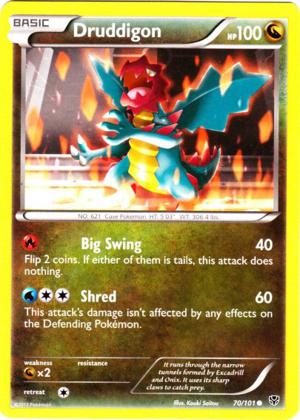 BASIC
Druddigon
HP100
NO. 621 Cave Pokémon HT: 5'03" WT: 306.4 lbs.
Big Swing 40
Flip 2 coins. If either of them is tails, this attack does
nothing.
Shred 60
This attack's damage isn't affected by any effects on
the Defending Pokémon.
weakness
resistance
×2
retreat
It runs through the narrow
tunnels formed by Excadrill
and Onix. It uses its sharp
claws to catch prey.
Illus. Kouki Saitou
70/101
©2013 Pokémon